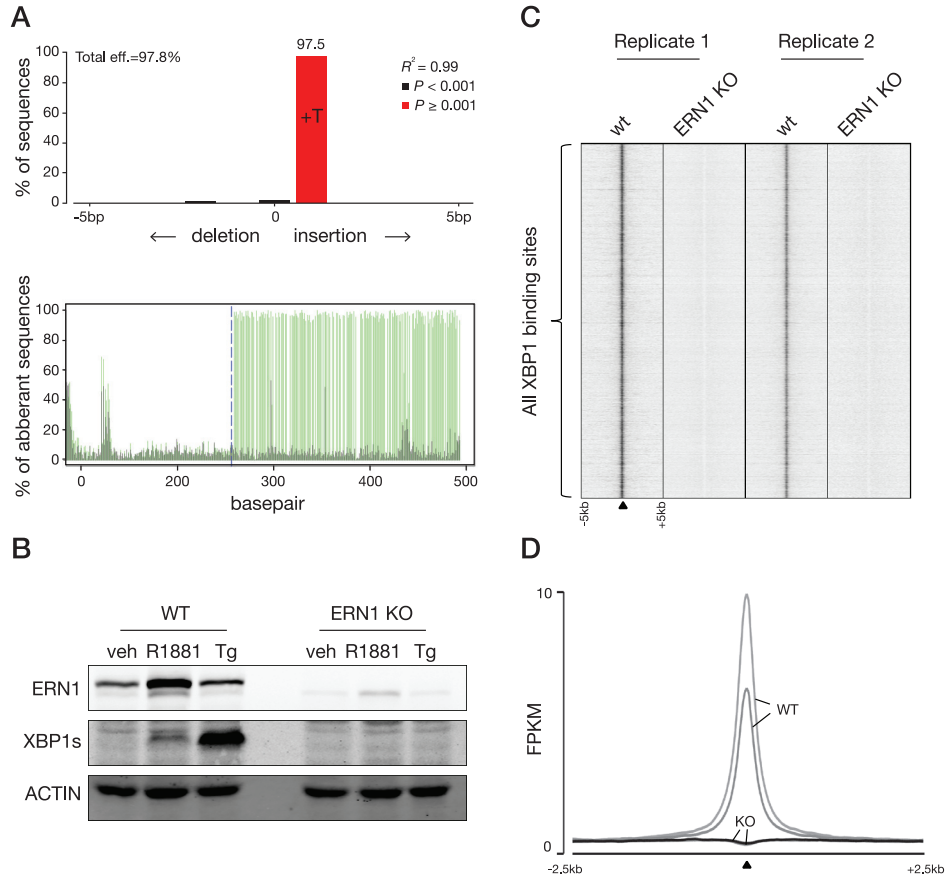 A
% of sequences
100
80
60
40
20
0
Total eff.=97.8%
97.5
+T
R² = 0.99
P < 0.001
P ≥ 0.001
-5bp
0
5bp
← deletion insertion →
% of abberant sequences
100
80
60
40
20
0
0 100 200 300 400 500
basepair
B
WT ERN1 KO
veh R1881 Tg veh R1881 Tg
ERN1
XBP1s
ACTIN
C
Replicate 1 Replicate 2
wt ERN1 KO wt ERN1 KO
All XBP1 binding sites
-5kb +5kb
D
FPKM
10
0
WT
KO
-2,5kb +2,5kb